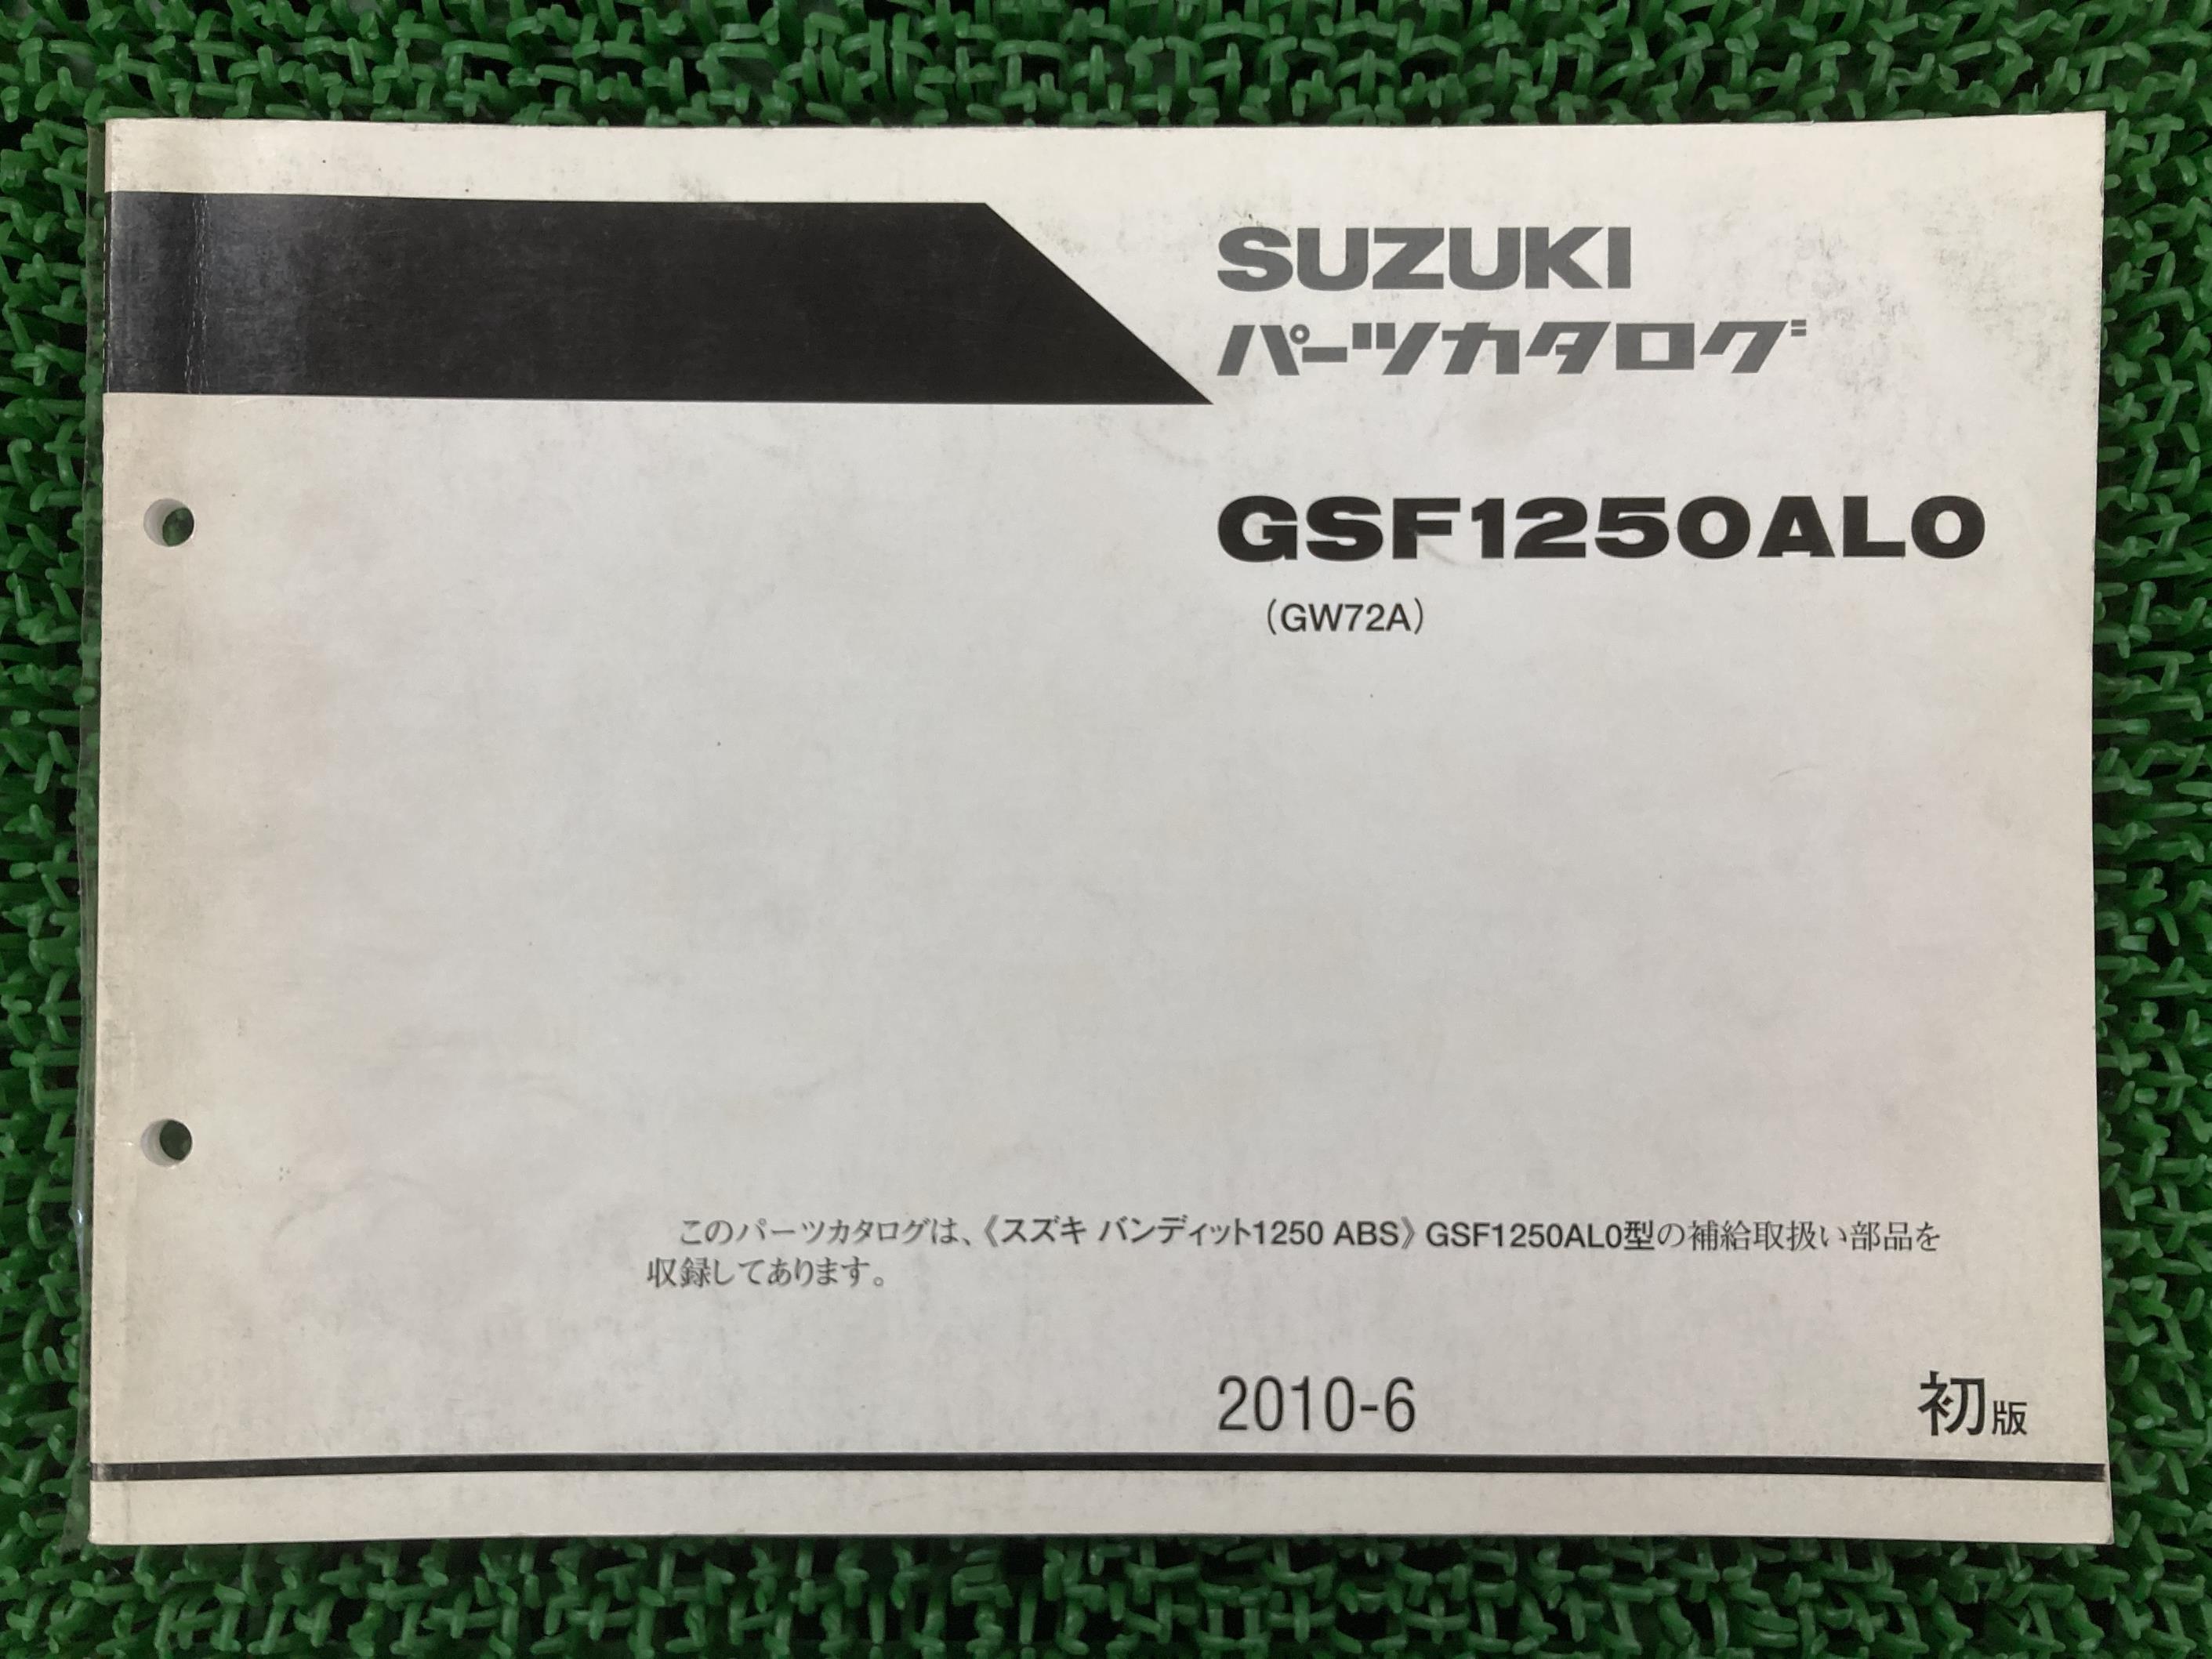 SUZUKI
パーツカタログ
GSF1250AL0
（GW72A）
このパーツカタログは、《スズキ バンディット1250 ABS》GSF1250AL0型の補給取扱い部品を
収録してあります。
2010-6 初版